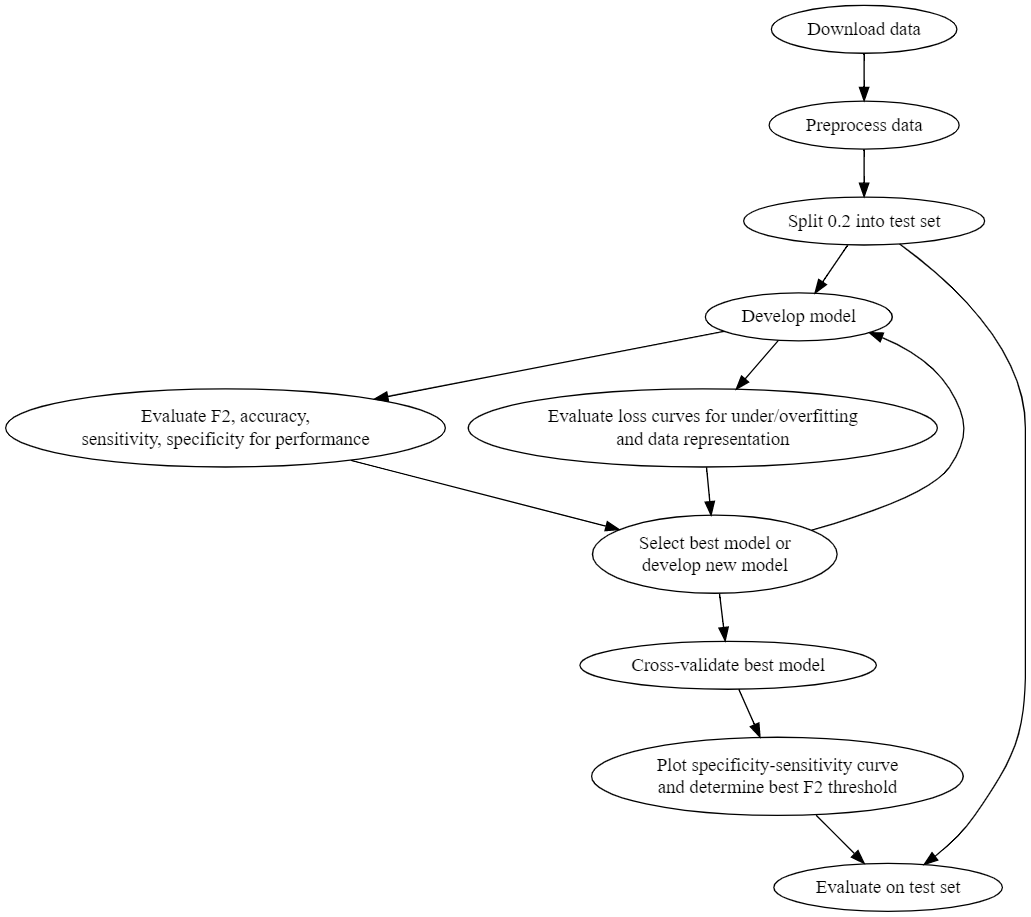 Download data
Preprocess data
Split 0.2 into test set
Develop model
Evaluate F2, accuracy,
sensitivity, specificity for performance
Evaluate loss curves for under/overfitting
and data representation
Select best model or
develop new model
Cross-validate best model
Plot specificity-sensitivity curve
and determine best F2 threshold
Evaluate on test set